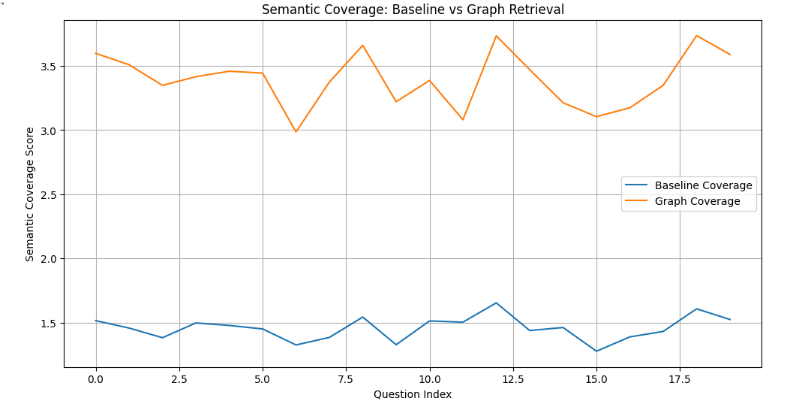 Semantic Coverage: Baseline vs Graph Retrieval
Semantic Coverage Score
3.5
3.0
2.5
2.0
1.5
Baseline Coverage
Graph Coverage
0.0 2.5 5.0 7.5 10.0 12.5 15.0 17.5
Question Index